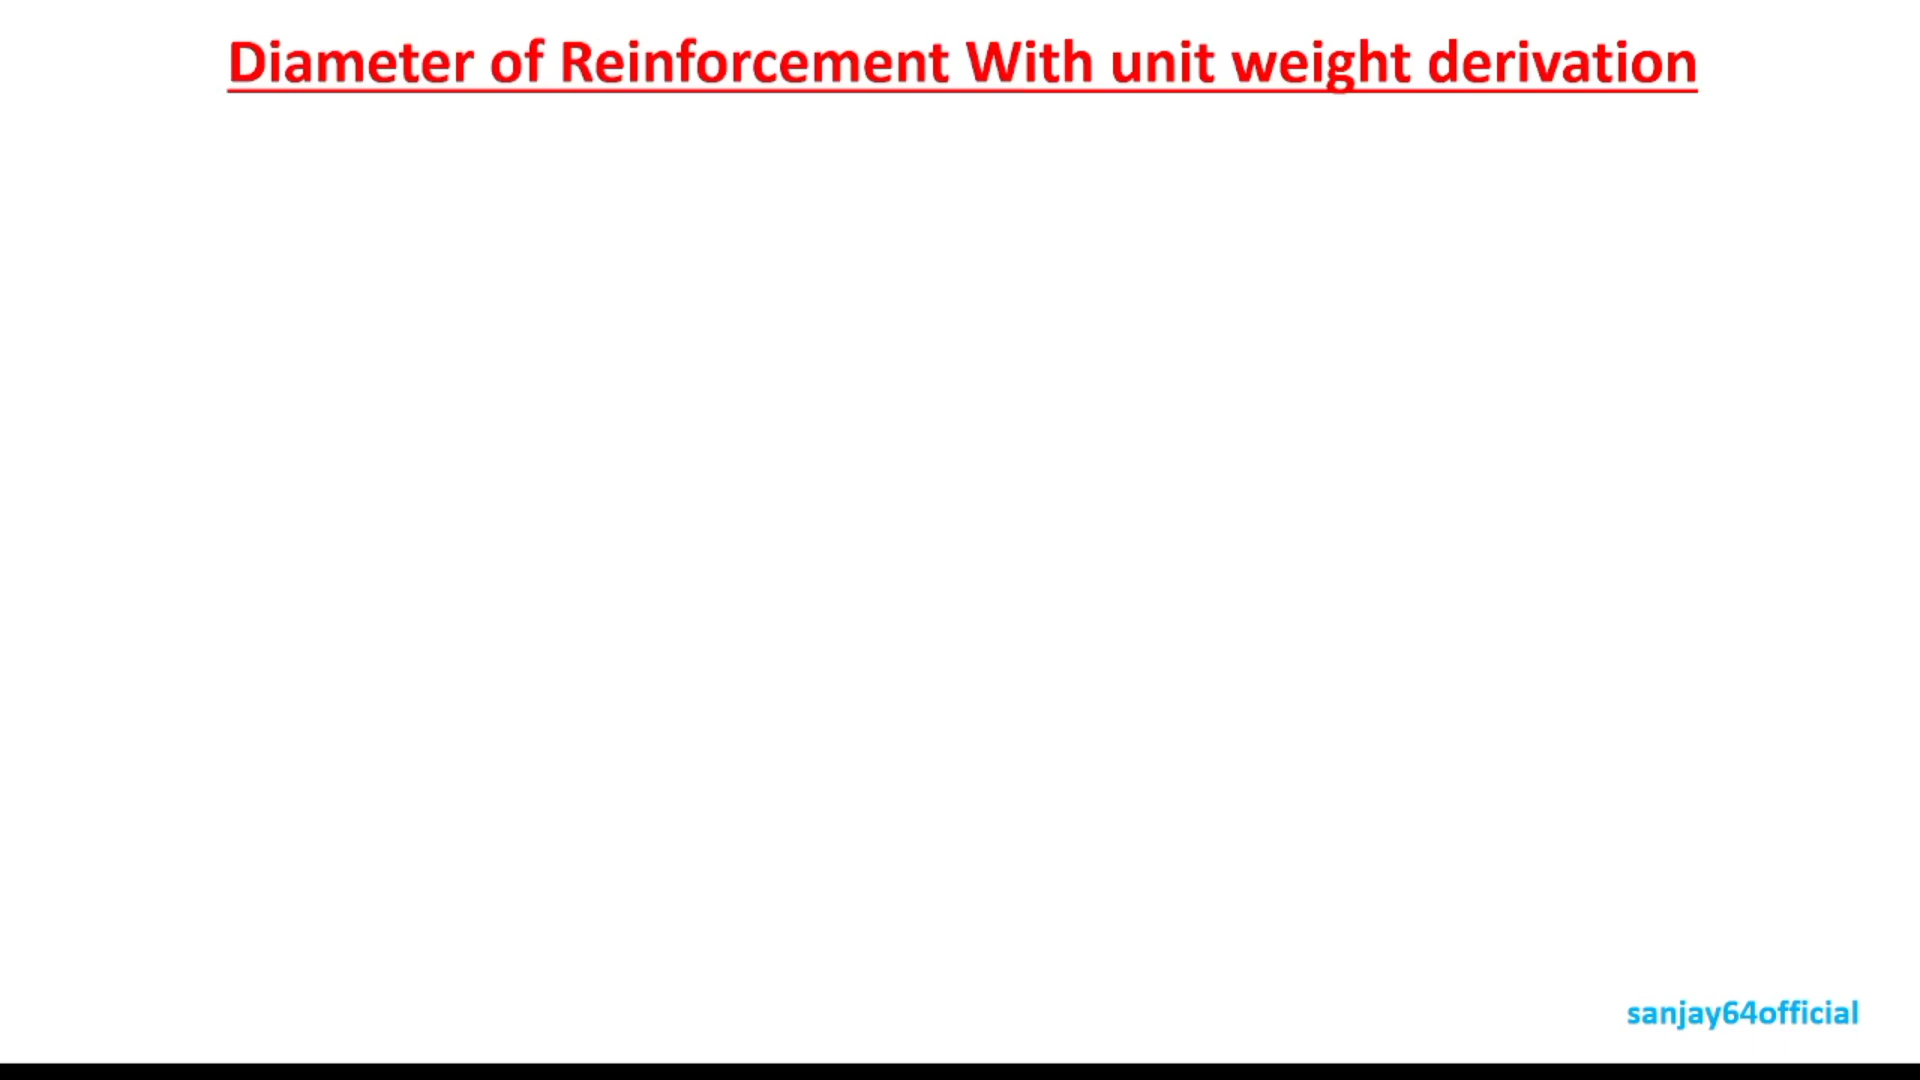 Diameter of Reinforcement With unit weight derivation
sanjay64official